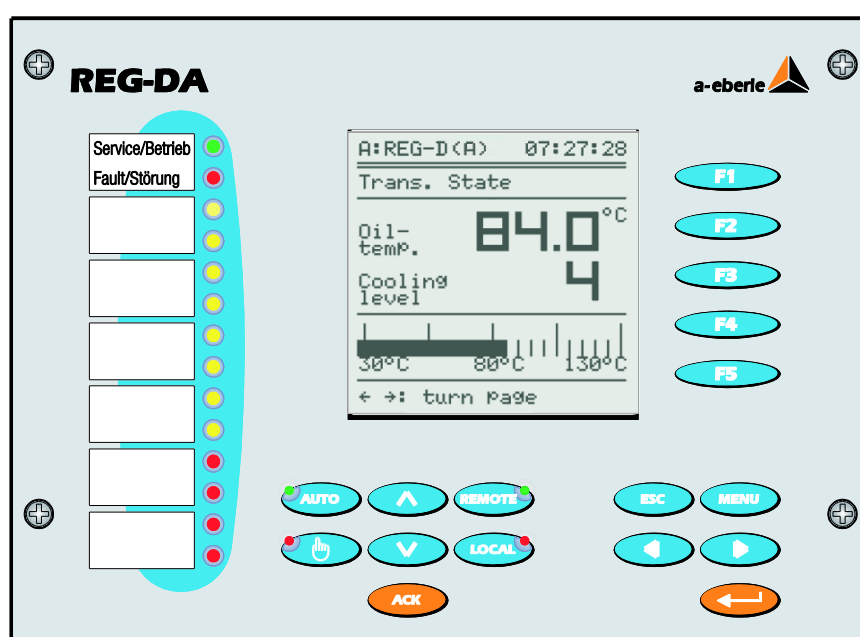 REG-DA
a-eberle
Service/Betrieb
Fault/Störung
A:REG-D(A) 07:27:28
Trans. State
Oil-
temp.
84.0°C
Cooling
level
4
30°C 80°C 130°C
← →: turn page
F1
F2
F3
F4
F5
AUTO
REMOTE
ESC
MENU
LOCAL
ACK